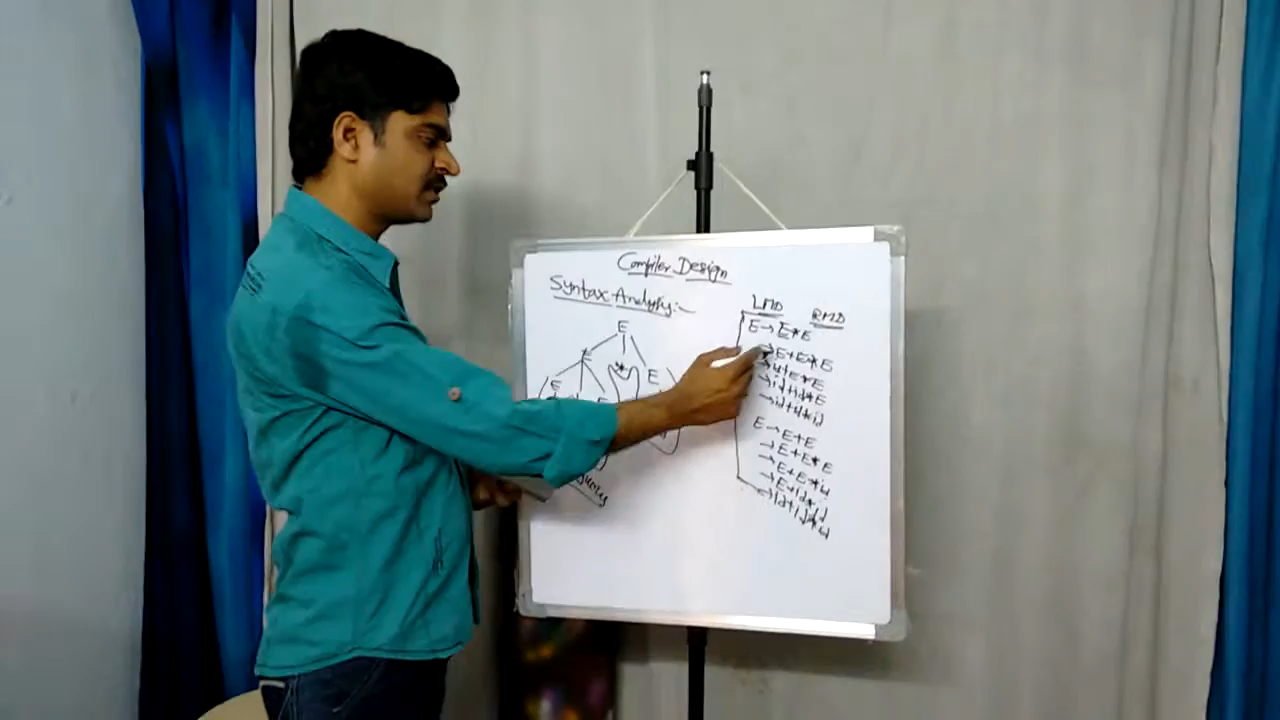 Compiler Design
Syntax Analysis:-
LMD RMD
E
E → E*E
E * E
→ E+E*E
→ id+E*E
E
→ id+id*E
→ id+id*id
E → E+E
→ E+E*E
→ E+E*id
→ E+id*id
→ id+id*id